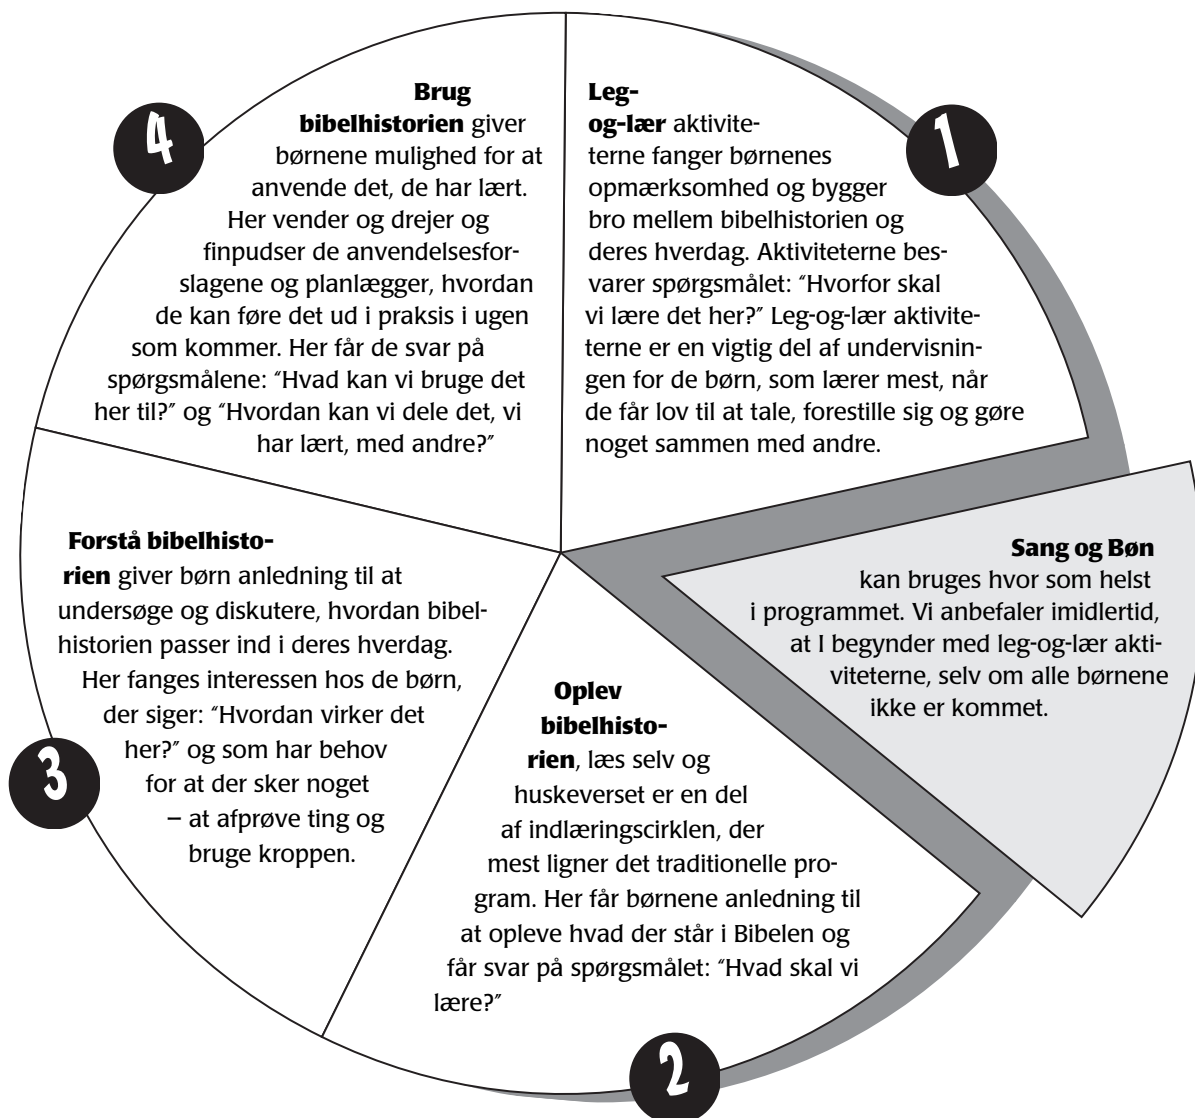 1
Leg-
og-lær aktivite-
terne fanger børnenes
opmærksomhed og bygger
bro mellem bibelhistorien og
deres hverdag. Aktiviteterne bes-
varer spørgsmålet: “Hvorfor skal
vi lære det her?” Leg-og-lær aktivite-
terne er en vigtig del af undervisnin-
gen for de børn, som lærer mest, når
de får lov til at tale, forestille sig og gøre
noget sammen med andre.
Sang og Bøn
kan bruges hvor som helst
i programmet. Vi anbefaler imidlertid,
at I begynder med leg-og-lær akti-
viteterne, selv om alle børnene
ikke er kommet.
2
Oplev
bibelhisto-
rien, læs selv og
huskeverset er en del
af indlæringscirklen, der
mest ligner det traditionelle pro-
gram. Her får børnene anledning til
at opleve hvad der står i Bibelen og
får svar på spørgsmålet: “Hvad skal vi
lære?”
3
Forstå bibelhisto-
rien giver børn anledning til at
undersøge og diskutere, hvordan bibel-
historien passer ind i deres hverdag.
Her fanges interessen hos de børn,
der siger: “Hvordan virker det
her?” og som har behov
for at der sker noget
– at afprøve ting og
bruge kroppen.
4
Brug
bibelhistorien giver
børnene mulighed for at
anvende det, de har lært.
Her vender og drejer og
finpudser de anvendelsesfor-
slagene og planlægger, hvordan
de kan føre det ud i praksis i ugen
som kommer. Her får de svar på
spørgsmålene: “Hvad kan vi bruge det
her til?” og “Hvordan kan vi dele det, vi
har lært, med andre?”